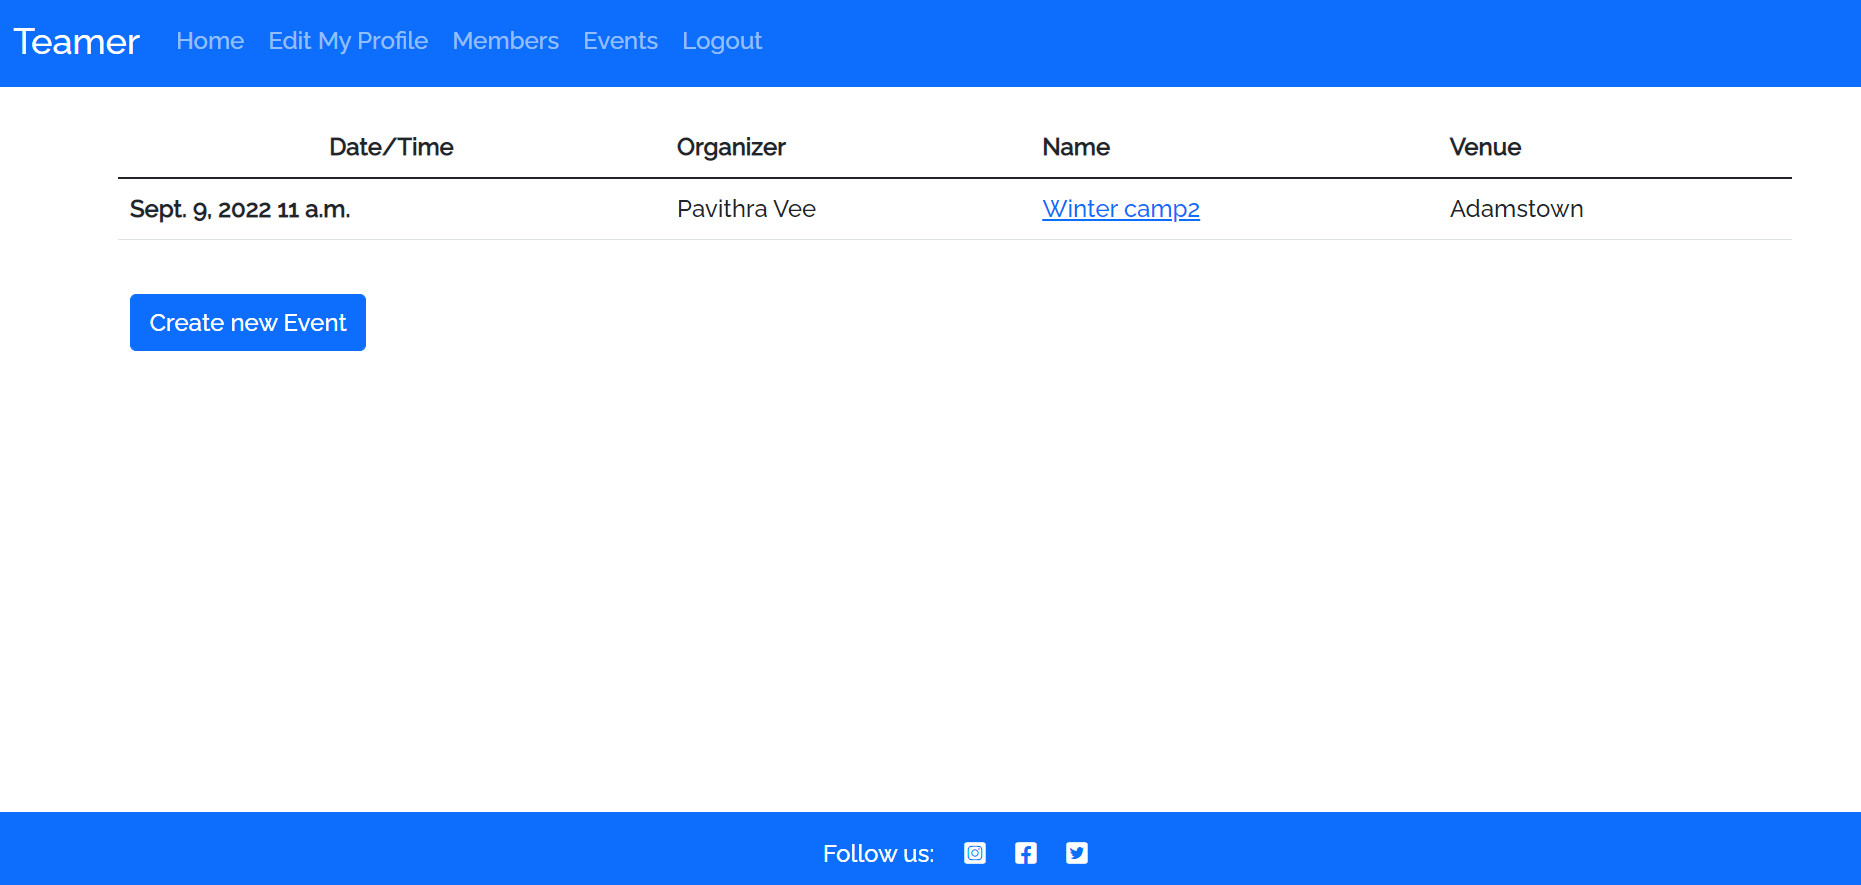 Teamer Home Edit My Profile Members Events Logout
Date/Time Organizer Name Venue
Sept. 9, 2022 11 a.m. Pavithra Vee Winter camp2 Adamstown
Create new Event
Follow us: